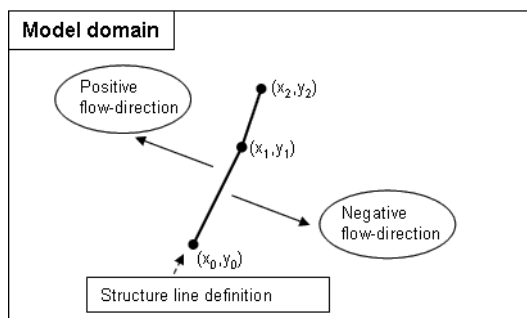 Model domain
Positive
flow-direction
(x₂,y₂)
(x₁,y₁)
Negative
flow-direction
(x₀,y₀)
Structure line definition